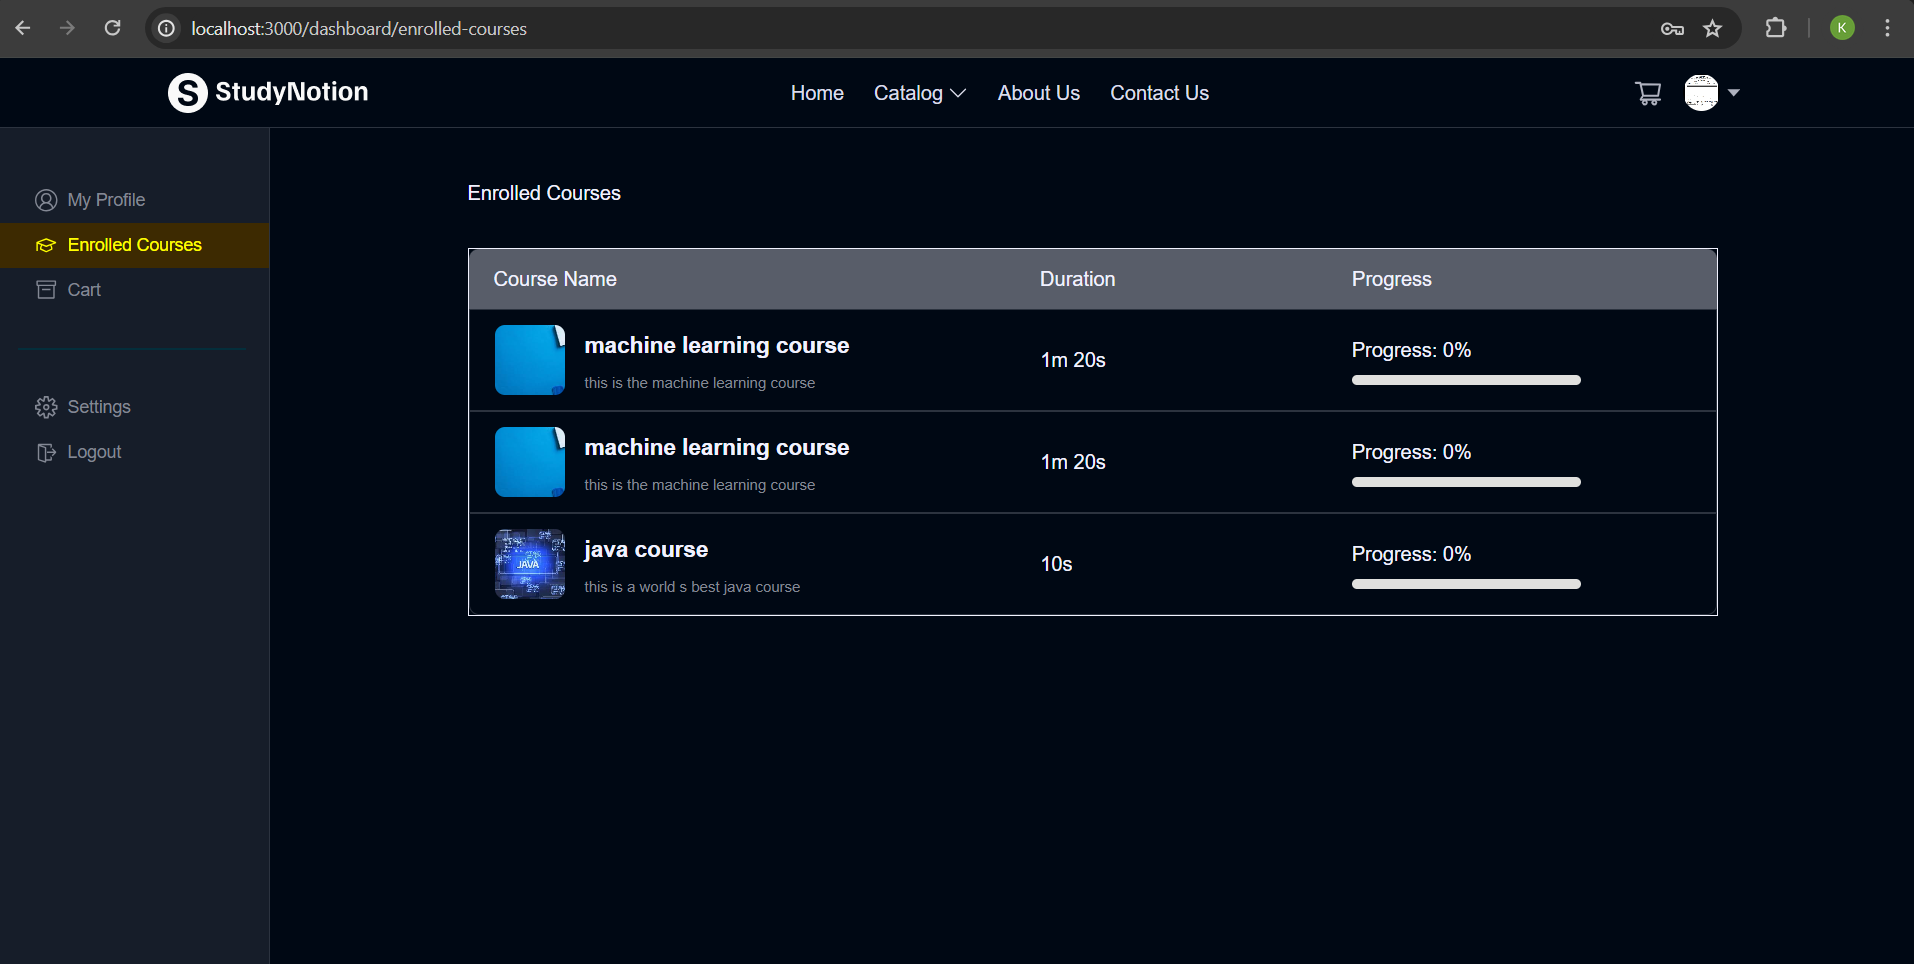 localhost:3000/dashboard/enrolled-courses
K
S StudyNotion
Home Catalog About Us Contact Us
My Profile
Enrolled Courses
Cart
Settings
Logout
Enrolled Courses
Course Name Duration Progress
machine learning course
this is the machine learning course
1m 20s
Progress: 0%
machine learning course
this is the machine learning course
1m 20s
Progress: 0%
JAVA
java course
this is a world s best java course
10s
Progress: 0%